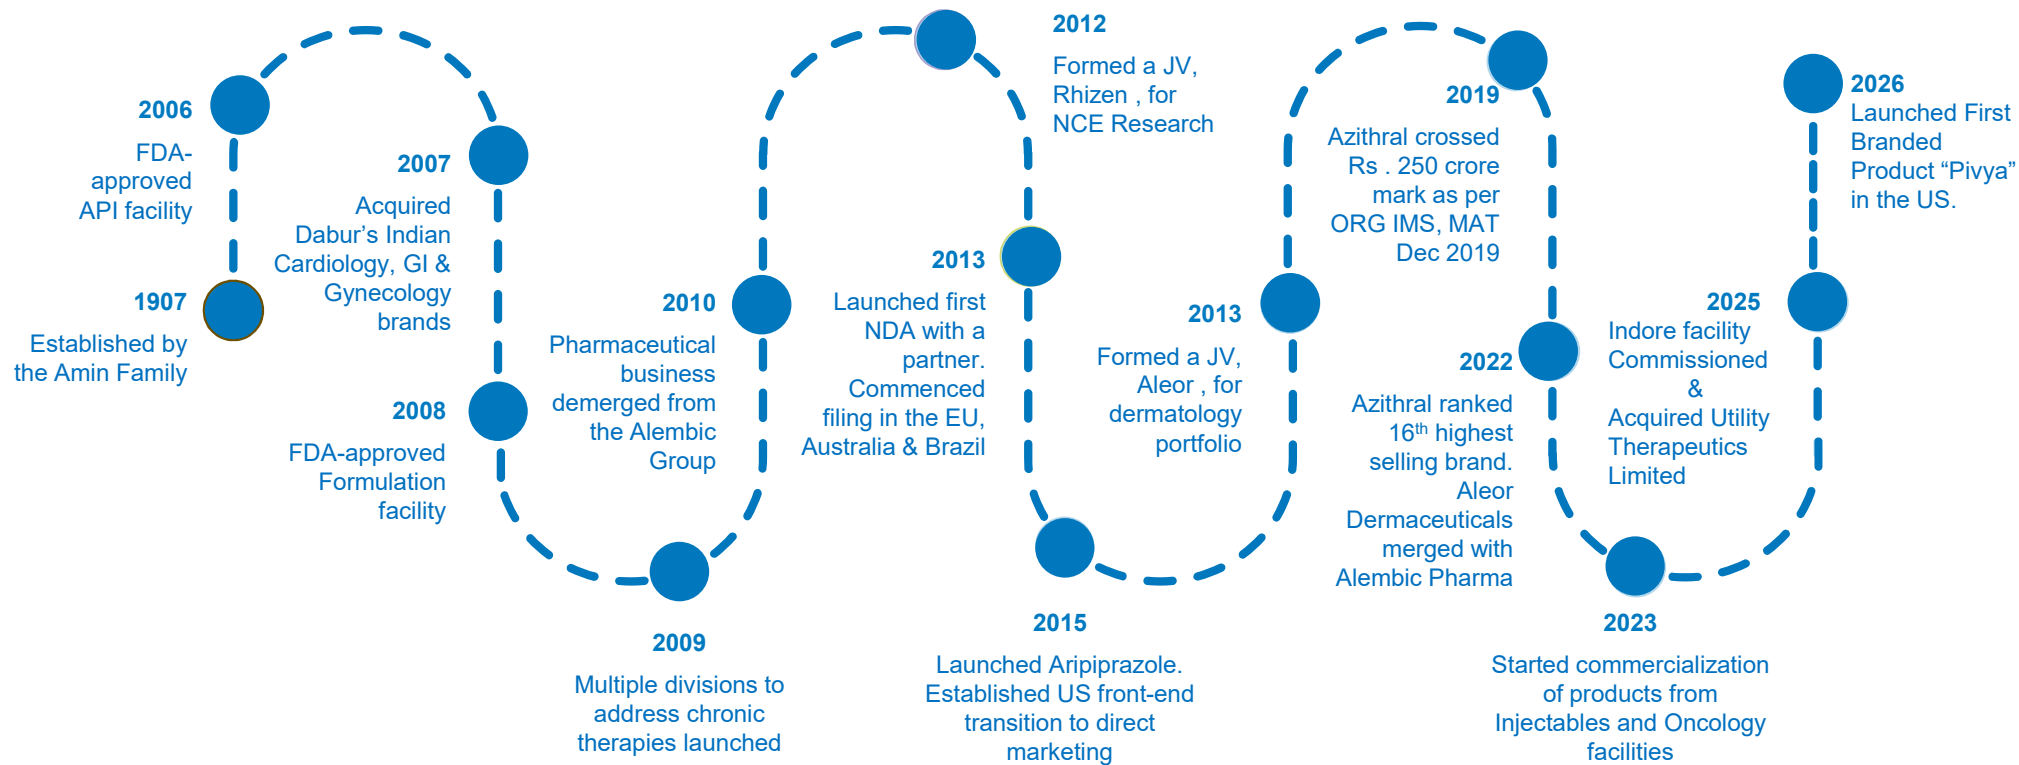 1907
Established by
the Amin Family
2006
FDA-
approved
API facility
2007
Acquired
Dabur’s Indian
Cardiology, GI &
Gynecology
brands
2008
FDA-approved
Formulation
facility
2009
Multiple divisions to
address chronic
therapies launched
2010
Pharmaceutical
business
demerged from
the Alembic
Group
2012
Formed a JV,
Rhizen , for
NCE Research
2013
Launched first
NDA with a
partner.
Commenced
filing in the EU,
Australia & Brazil
2015
Launched Aripiprazole.
Established US front-end
transition to direct
marketing
2013
Formed a JV,
Aleor , for
dermatology
portfolio
2019
Azithral crossed
Rs . 250 crore
mark as per
ORG IMS, MAT
Dec 2019
2022
Azithral ranked
16th highest
selling brand.
Aleor
Dermaceuticals
merged with
Alembic Pharma
2023
Started commercialization
of products from
Injectables and Oncology
facilities
2025
Indore facility
Commissioned
&
Acquired Utility
Therapeutics
Limited
2026
Launched First
Branded
Product “Pivya”
in the US.